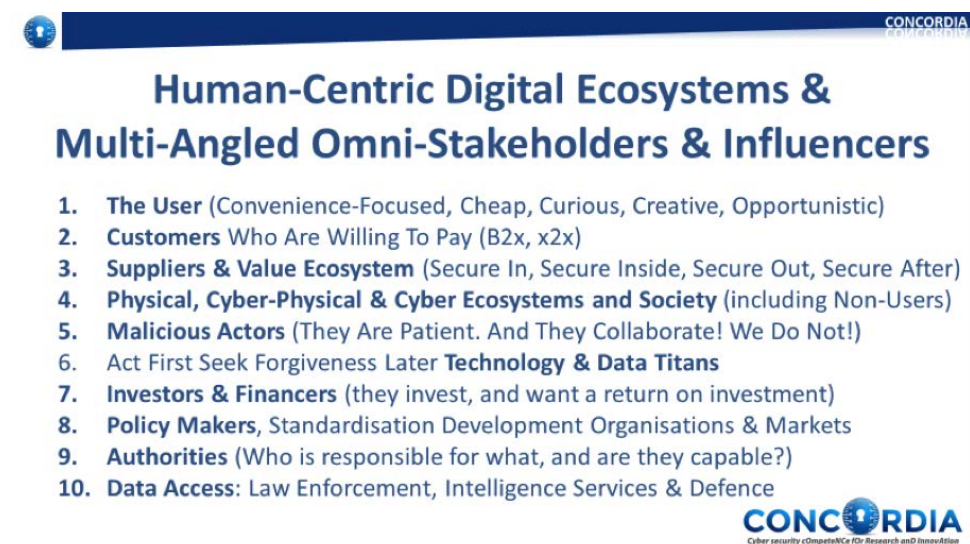 CONCORDIA
Human-Centric Digital Ecosystems &
Multi-Angled Omni-Stakeholders & Influencers
1. The User (Convenience-Focused, Cheap, Curious, Creative, Opportunistic)
2. Customers Who Are Willing To Pay (B2x, x2x)
3. Suppliers & Value Ecosystem (Secure In, Secure Inside, Secure Out, Secure After)
4. Physical, Cyber-Physical & Cyber Ecosystems and Society (including Non-Users)
5. Malicious Actors (They Are Patient. And They Collaborate! We Do Not!)
6. Act First Seek Forgiveness Later Technology & Data Titans
7. Investors & Financers (they invest, and want a return on investment)
8. Policy Makers, Standardisation Development Organisations & Markets
9. Authorities (Who is responsible for what, and are they capable?)
10. Data Access: Law Enforcement, Intelligence Services & Defence
CONCORDIA
Cyber security cOmpeteNCe fOr Research anD InnovAtion